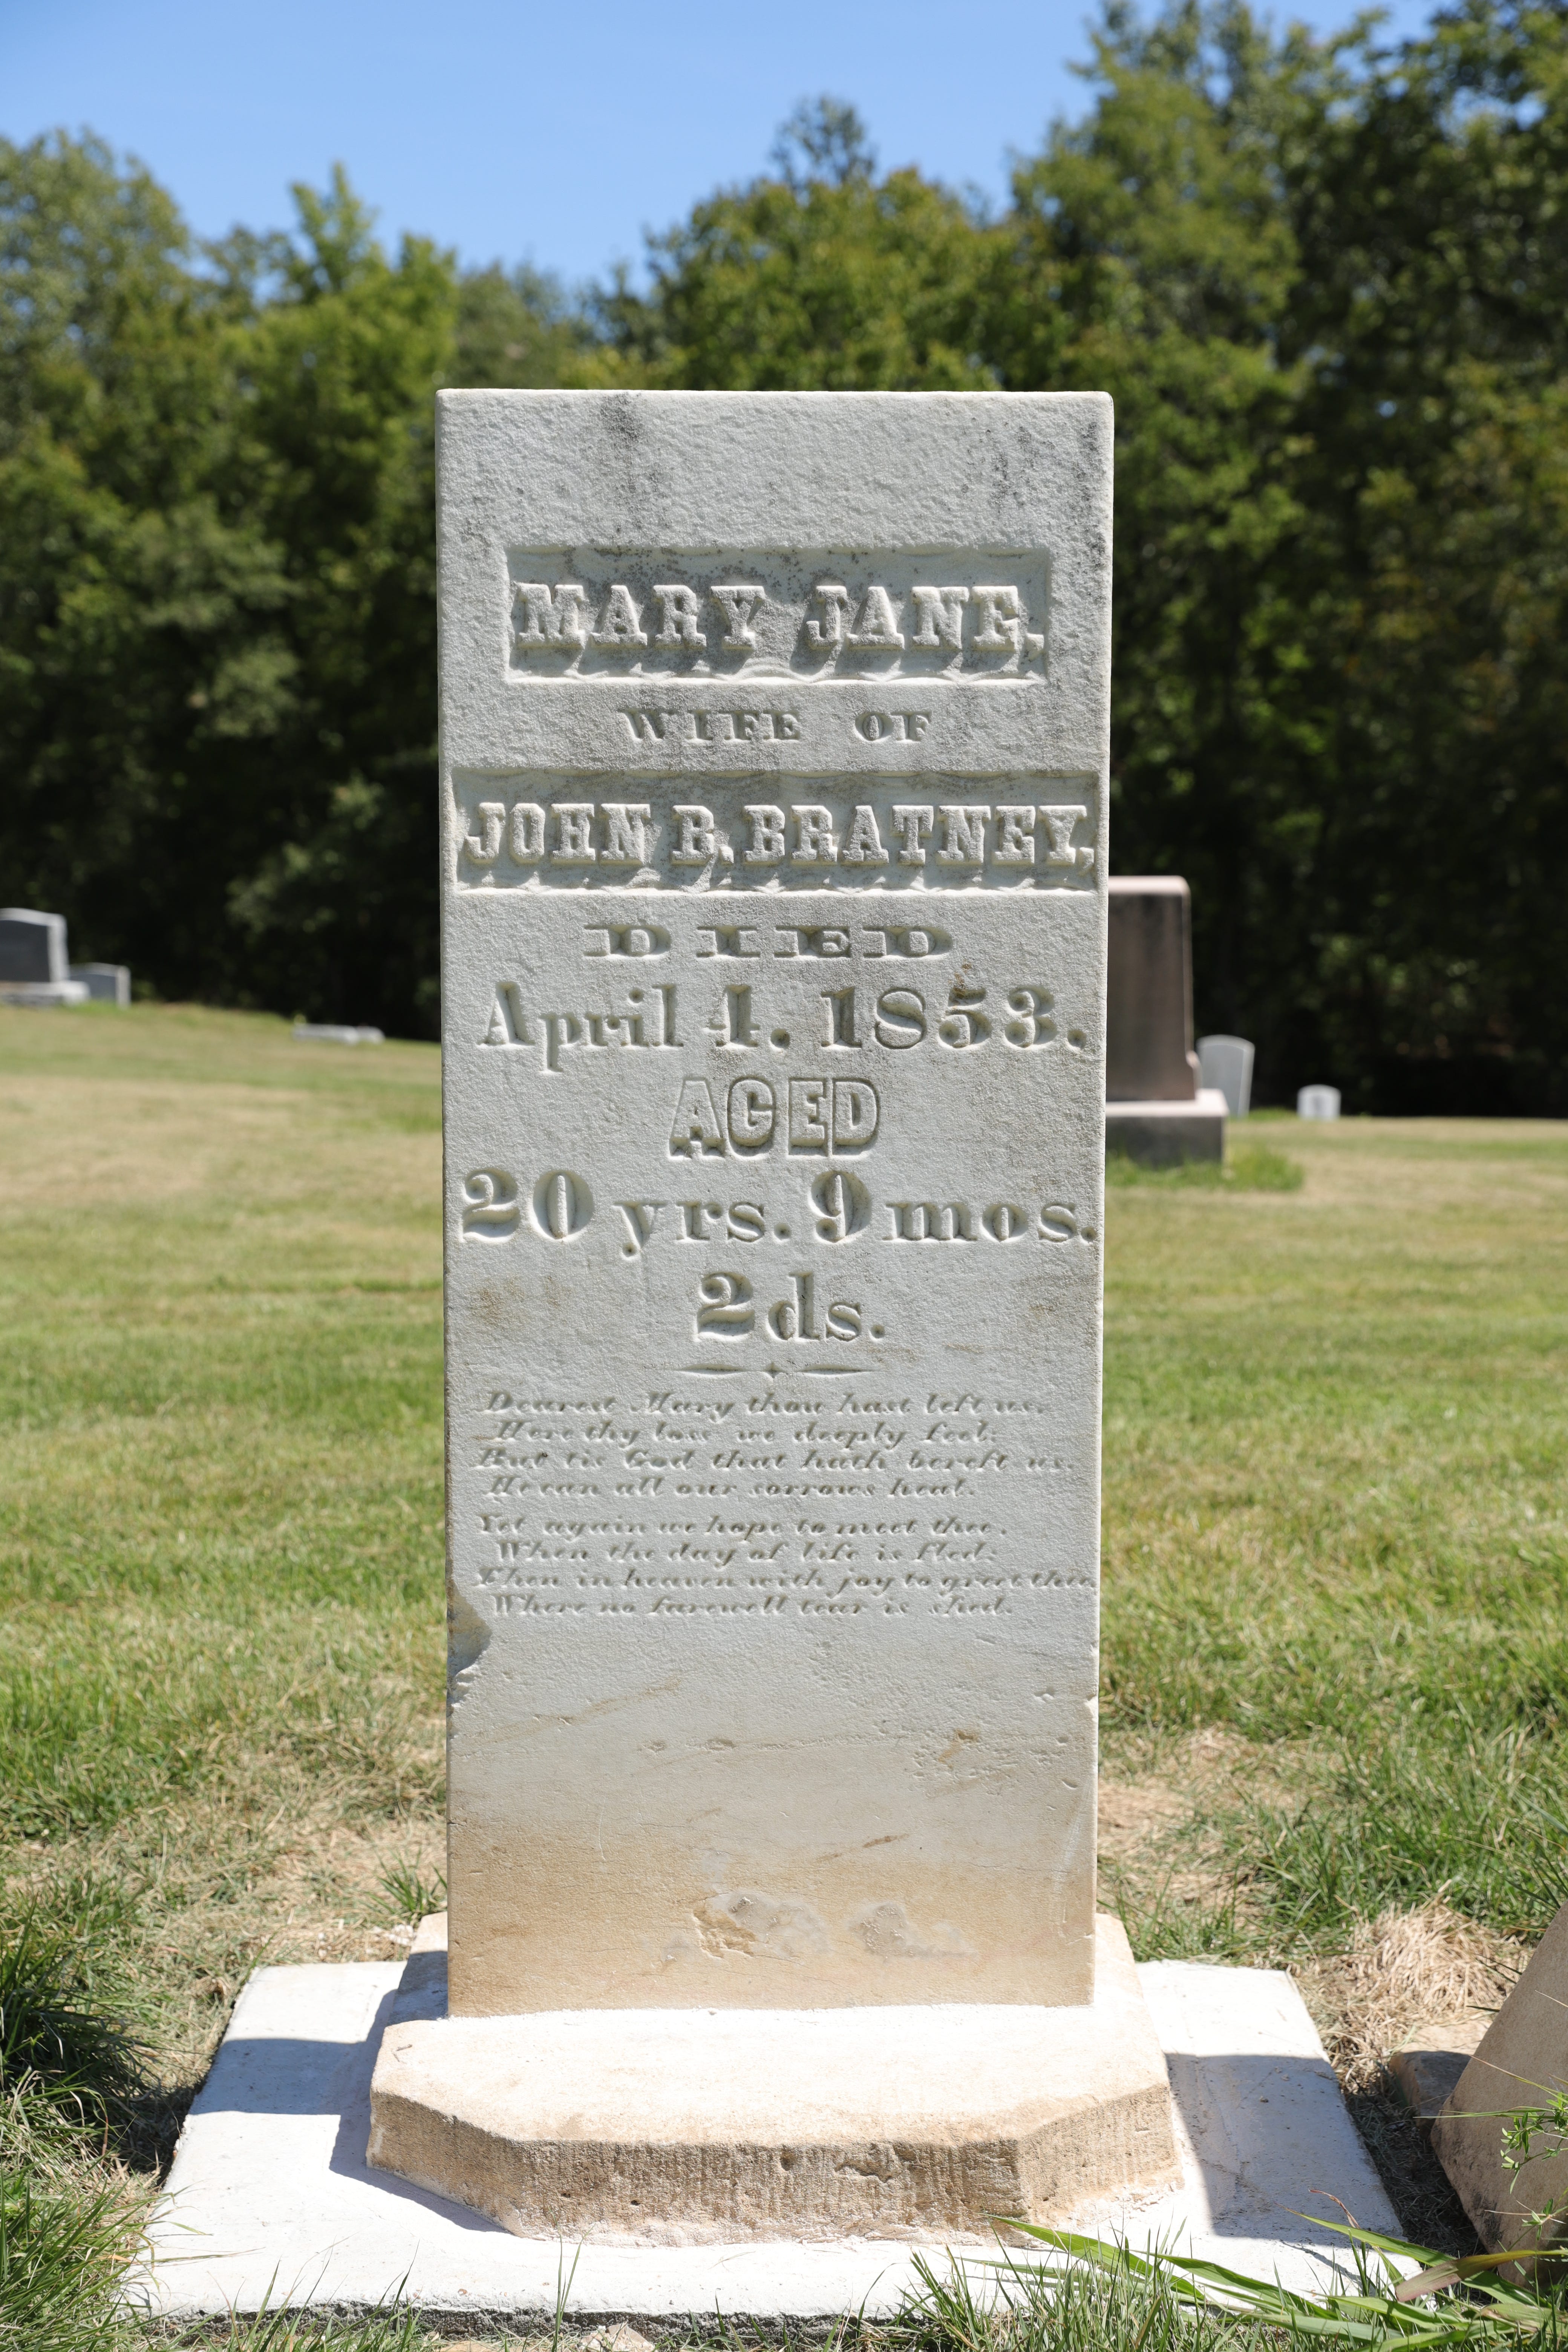 MARY JANE,
WIFE OF
JOHN B. BRATNEY,
DIED
April 4. 1853.
AGED
20 yrs. 9 mos.
2 ds.
Dearest Mary thou hast left us.
Here thy loss we deeply feel;
But tis God that hath bereft us.
He can all our sorrows heal.
Yet again we hope to meet thee.
When the day of life is fled;
Then in heaven with joy to greet thee
Where no farewell tear is shed.